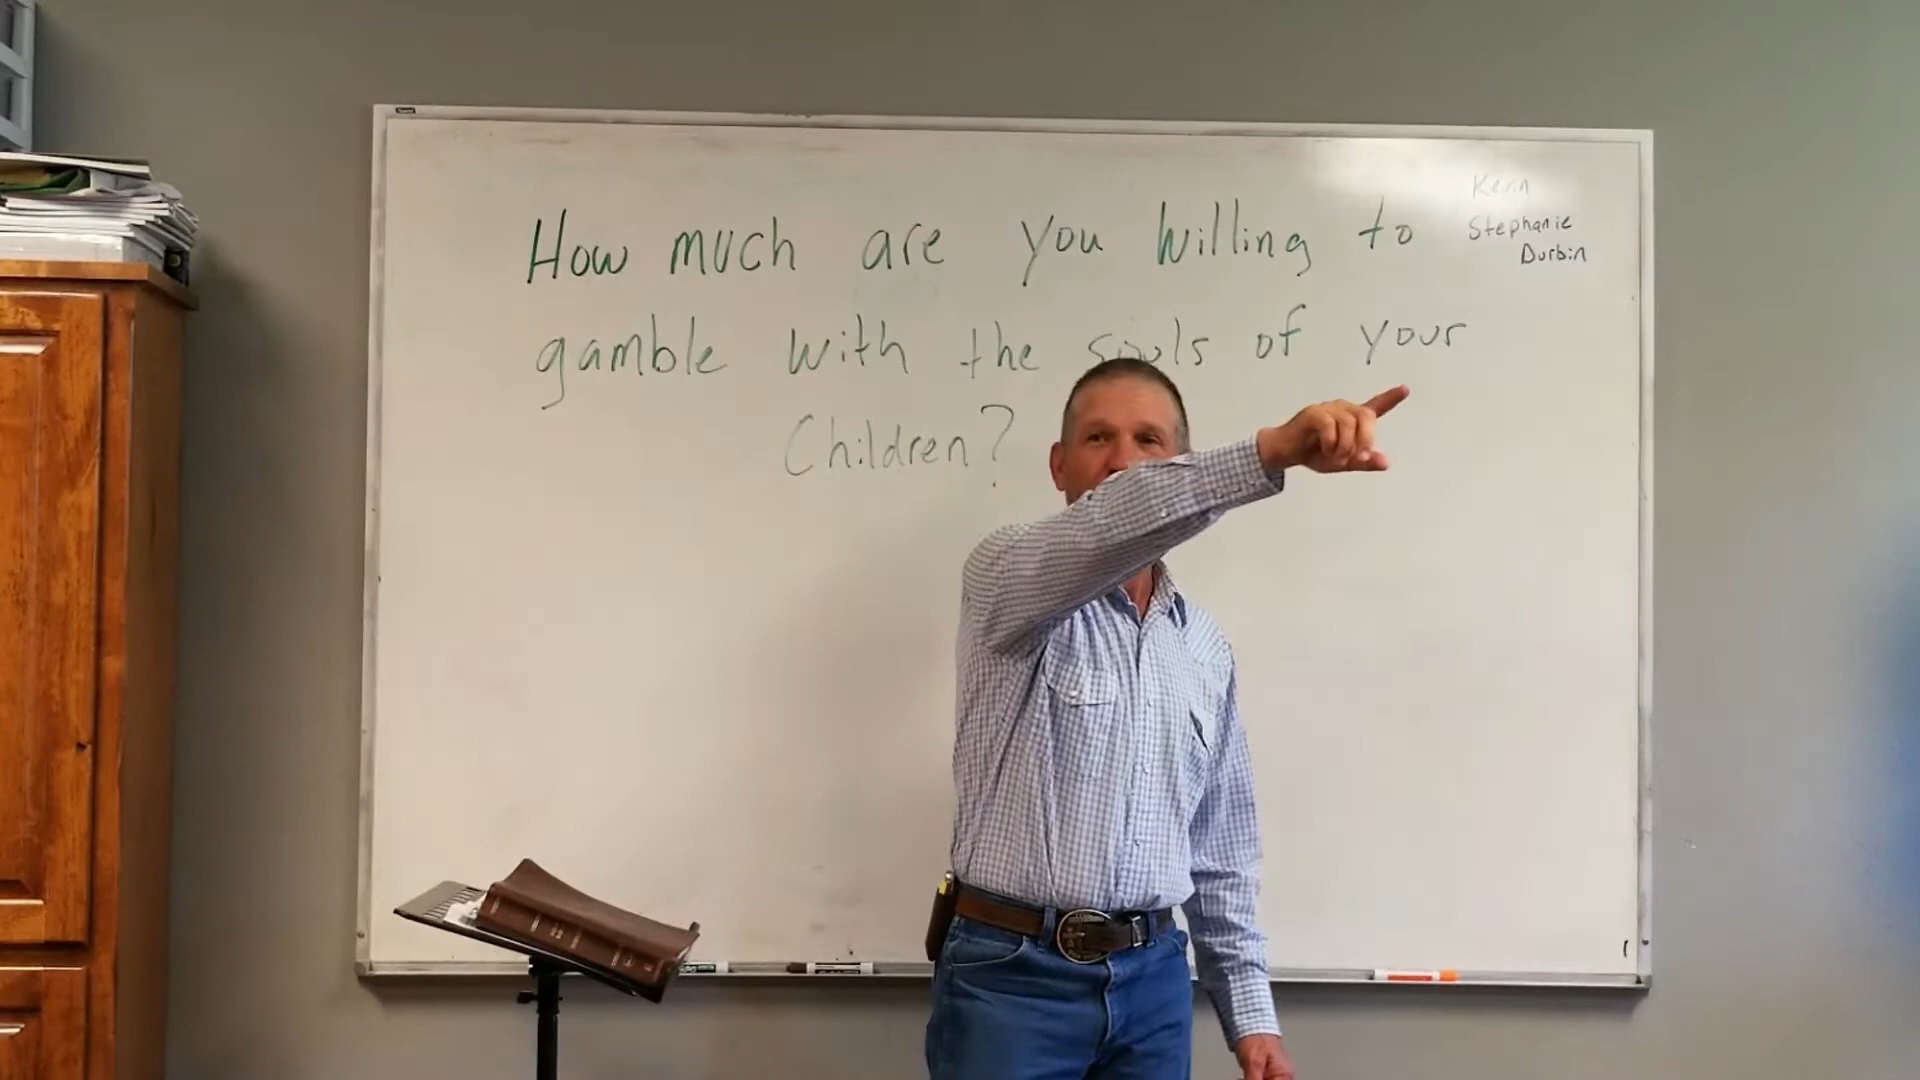 How much are you willing to
gamble with the souls of your
Children?
Kevin
Stephanie
Durbin